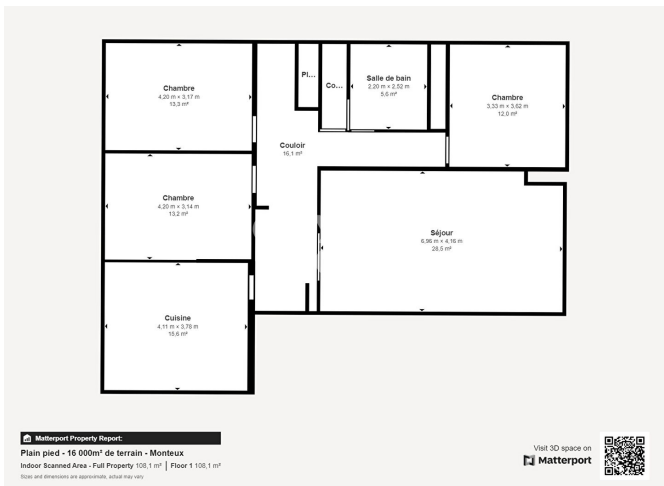 Chambre
4,20 m × 3,17 m
13,3 m²
Pl...
Co...
Salle de bain
2,20 m × 2,52 m
5,6 m²
Chambre
3,33 m × 3,62 m
12,0 m²
Couloir
16,1 m²
Chambre
4,20 m × 3,14 m
13,2 m²
Séjour
6,96 m × 4,16 m
28,5 m²
Cuisine
4,11 m × 3,78 m
15,6 m²
Matterport Property Report:
Plain pied - 16 000m² de terrain - Monteux
Indoor Scanned Area - Full Property 108,1 m² | Floor 1 108,1 m²
Sizes and dimensions are approximate, actual may vary
Visit 3D space on
Matterport